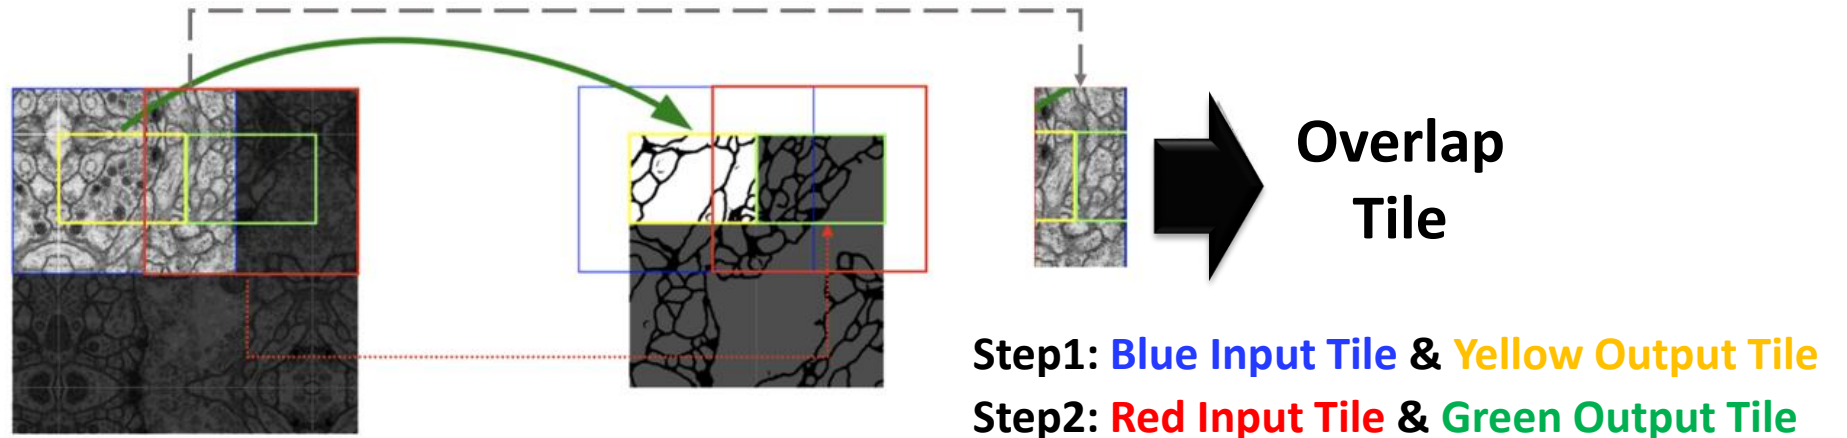 Overlap
Tile
Step1: Blue Input Tile & Yellow Output Tile
Step2: Red Input Tile & Green Output Tile